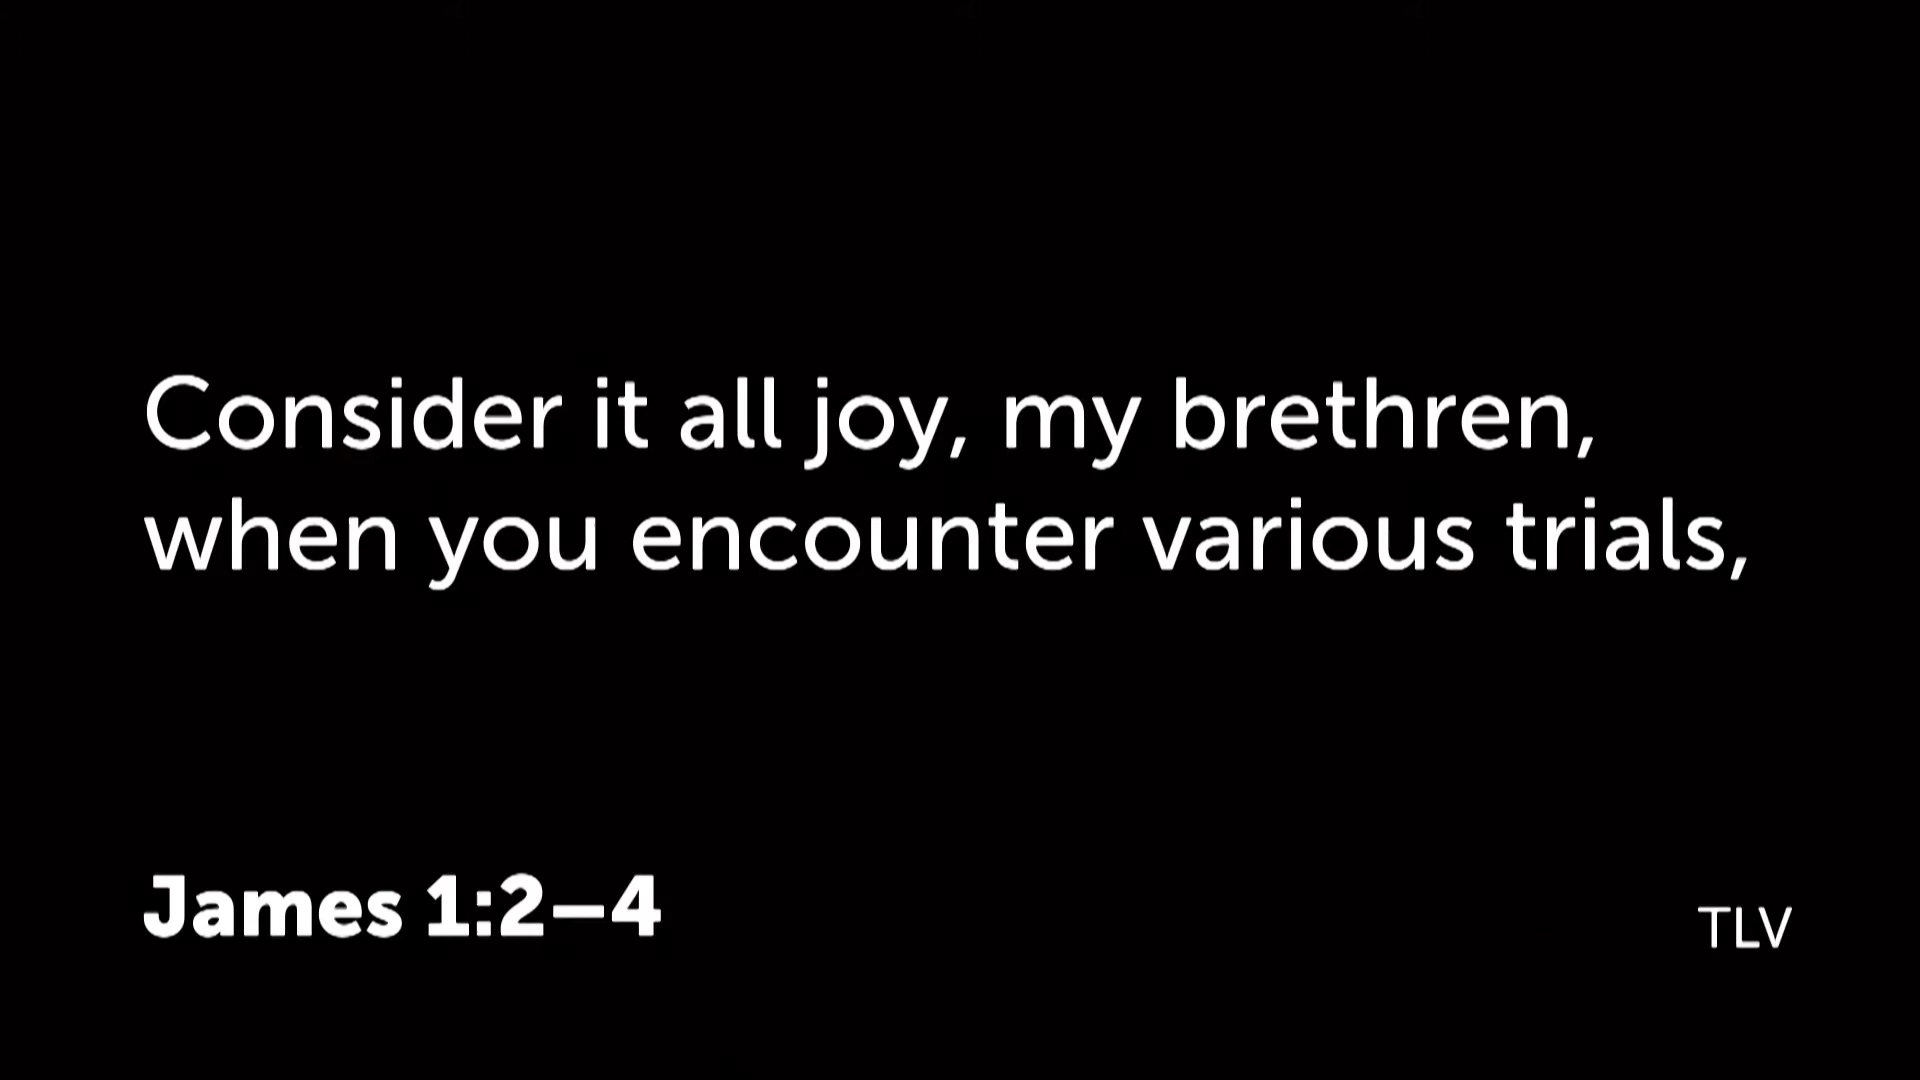 Consider it all joy, my brethren,
when you encounter various trials,
James 1:2–4
TLV